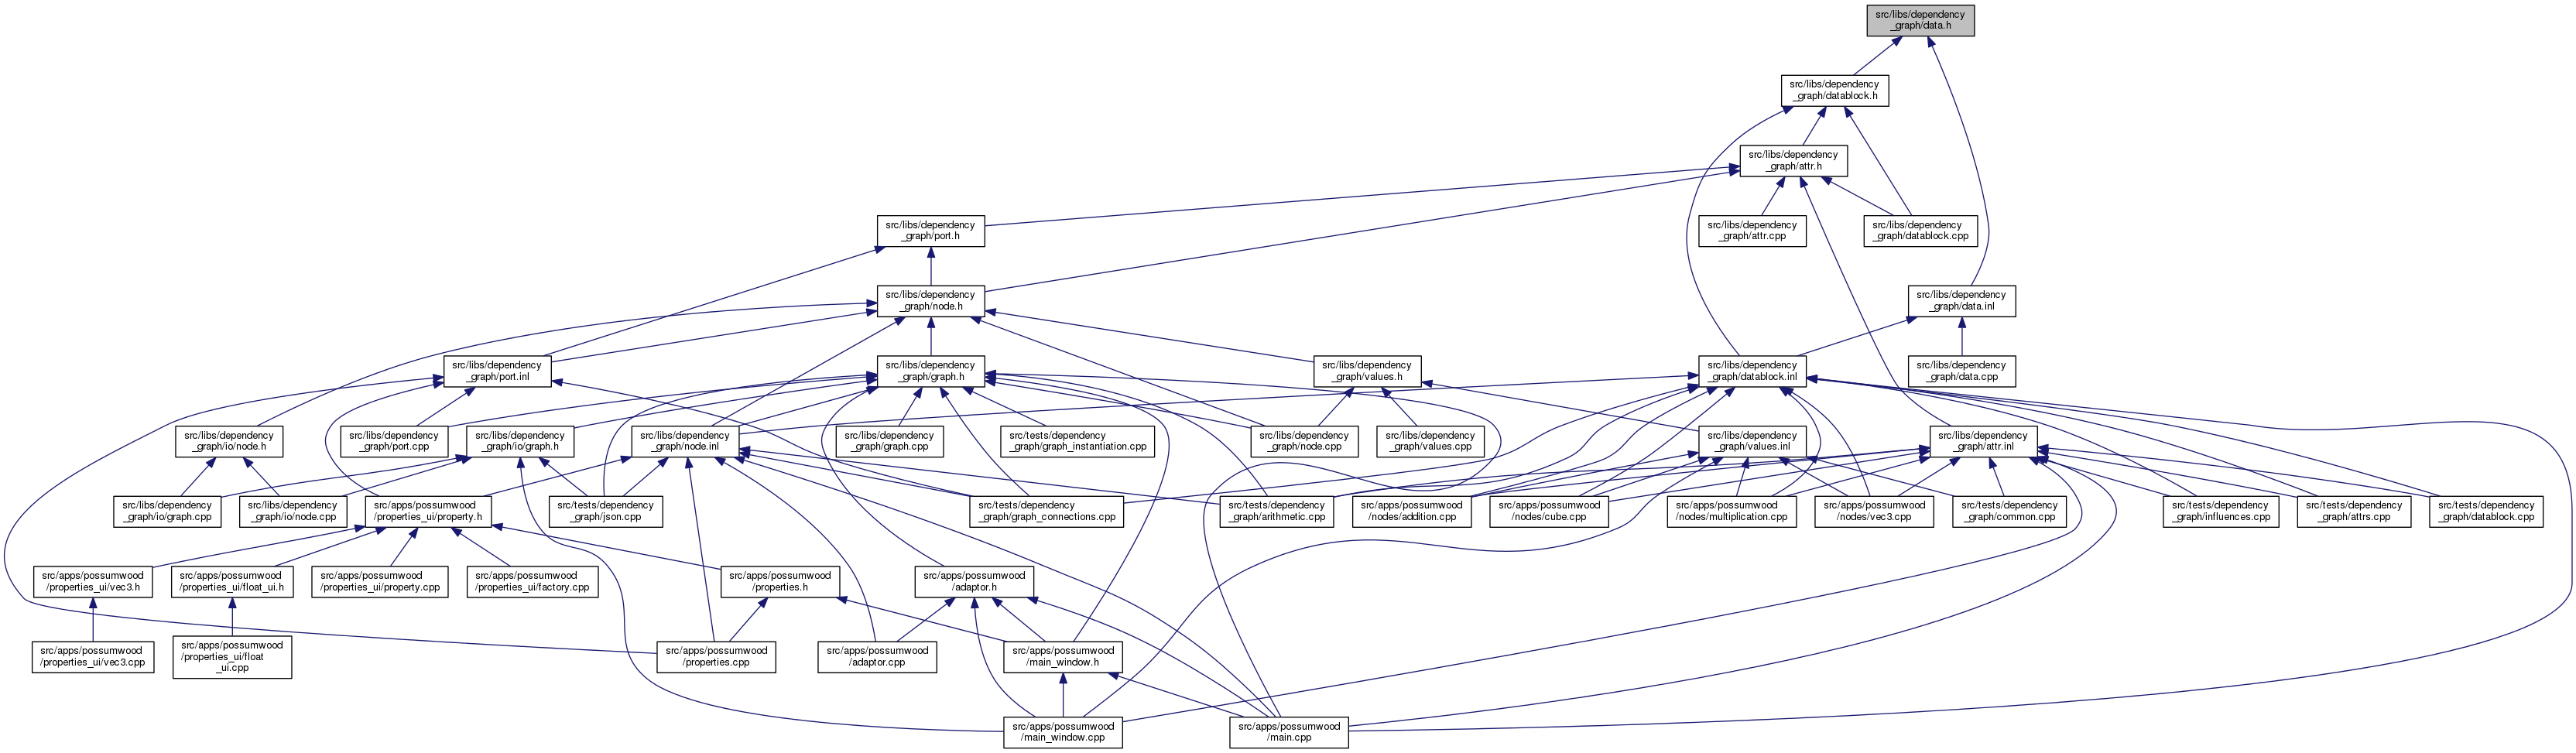 src/libs/dependency
_graph/data.h
src/libs/dependency
_graph/datablock.h
src/libs/dependency
_graph/attr.h
src/libs/dependency
_graph/port.h
src/libs/dependency
_graph/attr.cpp
src/libs/dependency
_graph/datablock.cpp
src/libs/dependency
_graph/node.h
src/libs/dependency
_graph/data.inl
src/libs/dependency
_graph/port.inl
src/libs/dependency
_graph/graph.h
src/libs/dependency
_graph/values.h
src/libs/dependency
_graph/datablock.inl
src/libs/dependency
_graph/data.cpp
src/libs/dependency
_graph/io/node.h
src/libs/dependency
_graph/port.cpp
src/libs/dependency
_graph/io/graph.h
src/libs/dependency
_graph/node.inl
src/libs/dependency
_graph/graph.cpp
src/tests/dependency
_graph/graph_instantiation.cpp
src/libs/dependency
_graph/node.cpp
src/libs/dependency
_graph/values.cpp
src/libs/dependency
_graph/values.inl
src/libs/dependency
_graph/attr.inl
src/libs/dependency
_graph/io/graph.cpp
src/libs/dependency
_graph/io/node.cpp
src/apps/possumwood
/properties_ui/property.h
src/tests/dependency
_graph/json.cpp
src/tests/dependency
_graph/graph_connections.cpp
src/tests/dependency
_graph/arithmetic.cpp
src/apps/possumwood
/nodes/addition.cpp
src/apps/possumwood
/nodes/cube.cpp
src/apps/possumwood
/nodes/multiplication.cpp
src/apps/possumwood
/nodes/vec3.cpp
src/tests/dependency
_graph/common.cpp
src/tests/dependency
_graph/influences.cpp
src/tests/dependency
_graph/attrs.cpp
src/tests/dependency
_graph/datablock.cpp
src/apps/possumwood
/properties_ui/vec3.h
src/apps/possumwood
/properties_ui/float_ui.h
src/apps/possumwood
/properties_ui/property.cpp
src/apps/possumwood
/properties_ui/factory.cpp
src/apps/possumwood
/properties.h
src/apps/possumwood
/adaptor.h
src/apps/possumwood
/properties_ui/vec3.cpp
src/apps/possumwood
/properties_ui/float
_ui.cpp
src/apps/possumwood
/properties.cpp
src/apps/possumwood
/adaptor.cpp
src/apps/possumwood
/main_window.h
src/apps/possumwood
/main_window.cpp
src/apps/possumwood
/main.cpp